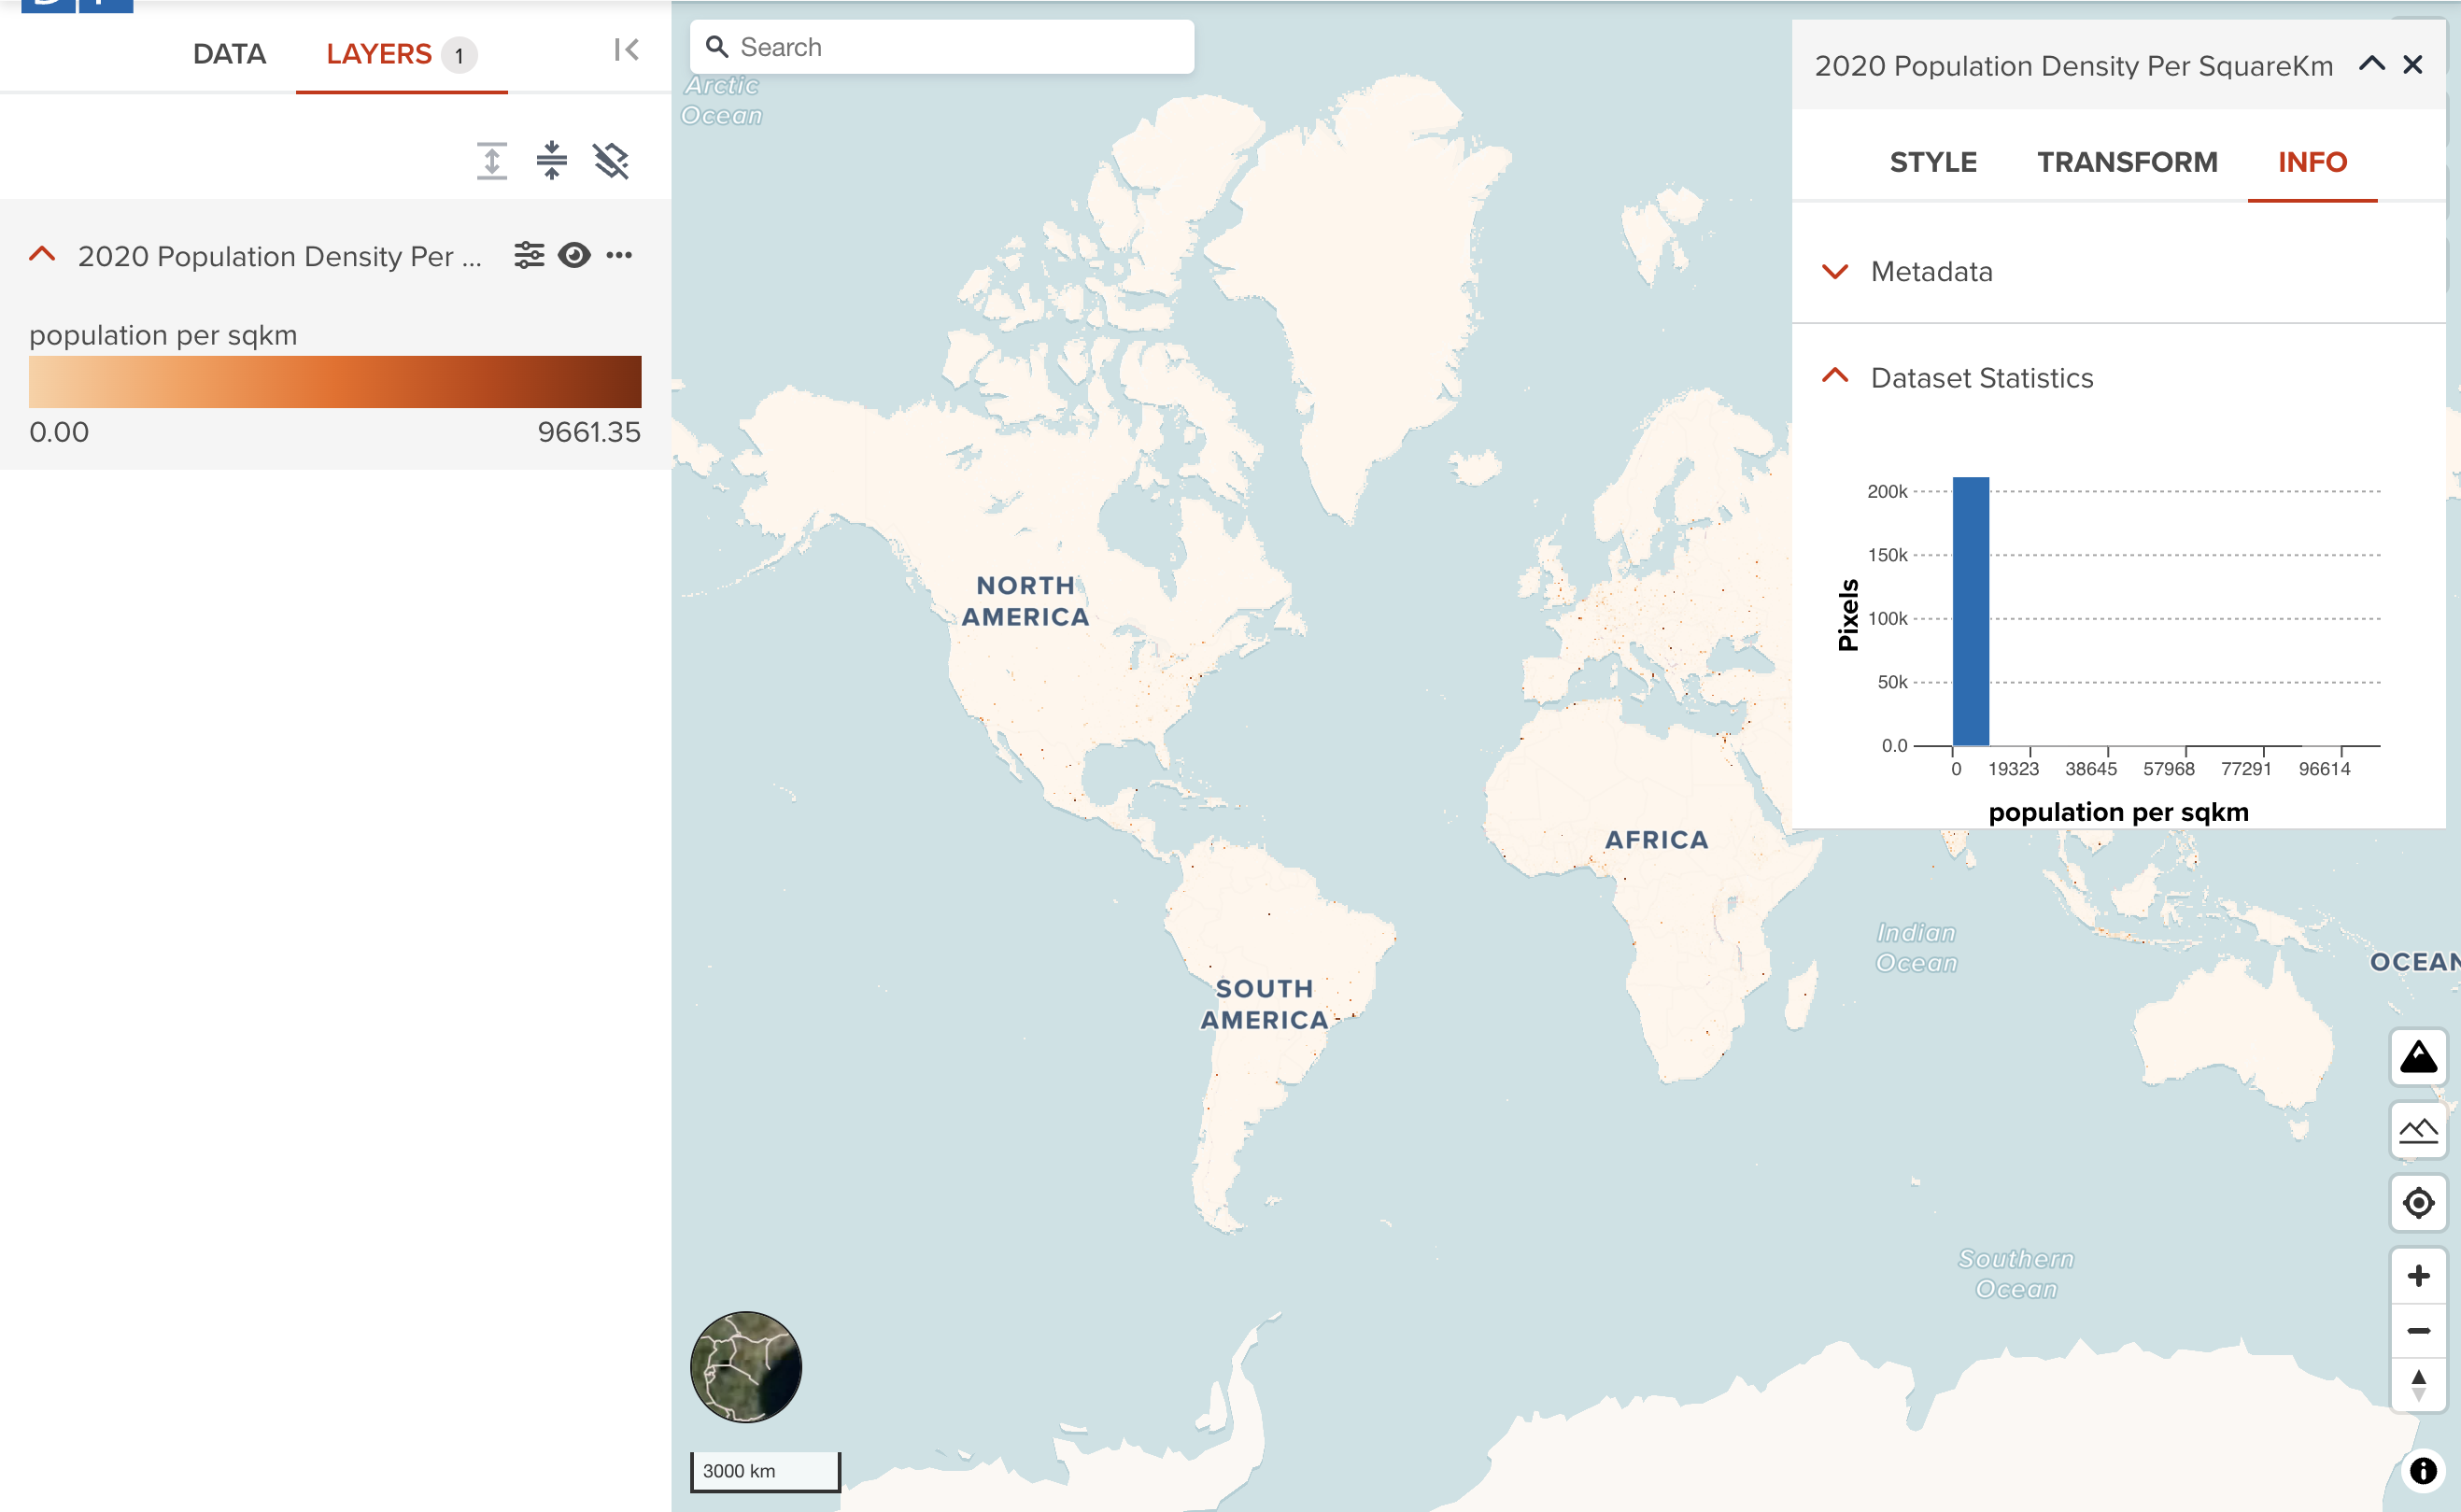 DATA
LAYERS 1
2020 Population Density Per ...
population per sqkm
0.00
9661.35
Search
Arctic
Ocean
NORTH
AMERICA
SOUTH
AMERICA
AFRICA
Indian
Ocean
OCEAN
Southern
Ocean
3000 km
2020 Population Density Per SquareKm
STYLE
TRANSFORM
INFO
Metadata
Dataset Statistics
200k
150k
100k
50k
0.0
Pixels
0
19323
38645
57968
77291
96614
population per sqkm